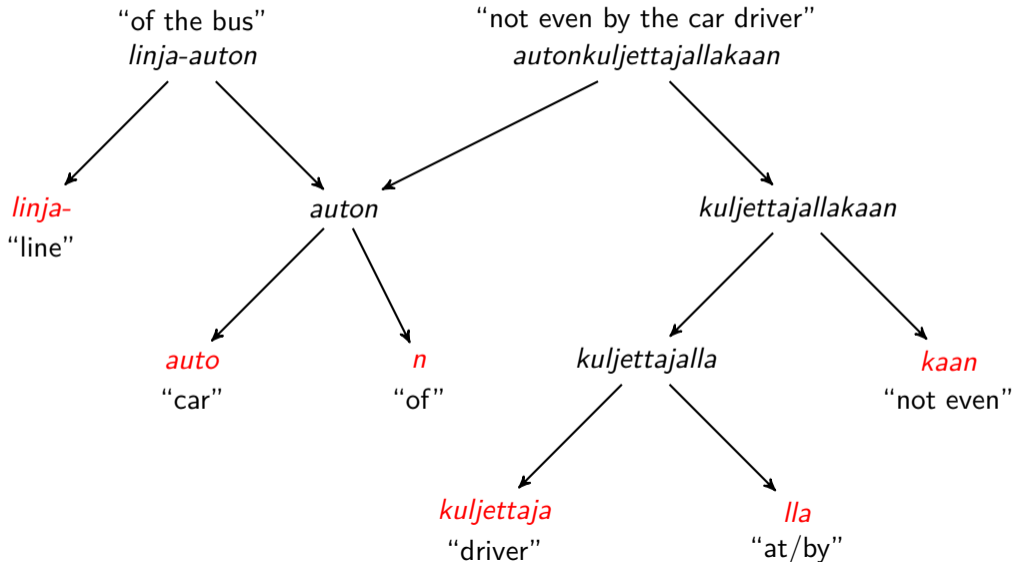 “of the bus”
linja-auton
“not even by the car driver”
autonkuljettajallakaan
linja-
“line”
auton
kuljettajallakaan
auto
“car”
n
“of”
kuljettajalla
kaan
“not even”
kuljettaja
“driver”
lla
“at/by”